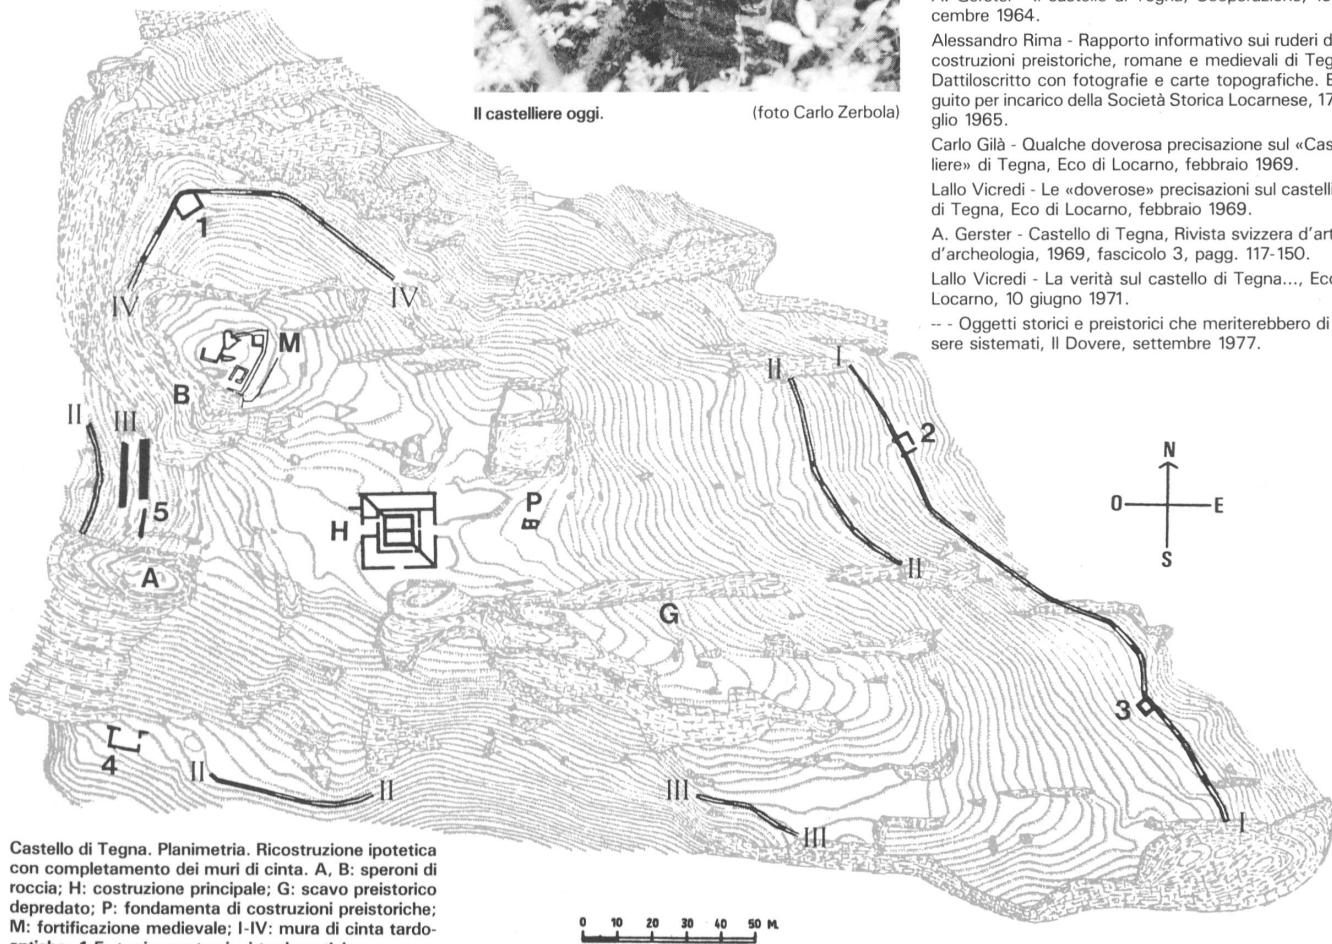 cembre 1964.
Alessandro Rima - Rapporto informativo sui ruderi d
costruzioni preistoriche, romane e medievali di Teg
Dattiloscritto con fotografie e carte topografiche. E
guito per incarico della Società Storica Locarnese, 17
glio 1965.
Carlo Gilà - Qualche doverosa precisazione sul «Cas
liere» di Tegna, Eco di Locarno, febbraio 1969.
Lallo Vicredi - Le «doverose» precisazioni sul castelli
di Tegna, Eco di Locarno, febbraio 1969.
A. Gerster - Castello di Tegna, Rivista svizzera d'art
d'archeologia, 1969, fascicolo 3, pagg. 117-150.
Lallo Vicredi - La verità sul castello di Tegna..., Eco
Locarno, 10 giugno 1971.
-- - Oggetti storici e preistorici che meriterebbero di
sere sistemati, Il Dovere, settembre 1977.
Il castelliere oggi.
(foto Carlo Zerbola)
1
IV
IV
M
B
II
III
5
A
H
P
G
II
I
2
II
3
I
4
II
II
III
III
N
O
E
S
Castello di Tegna. Planimetria. Ricostruzione ipotetica
con completamento dei muri di cinta. A, B: speroni di
roccia; H: costruzione principale; G: scavo preistorico
depredato; P: fondamenta di costruzioni preistoriche;
M: fortificazione medievale; I-IV: mura di cinta tardo-
0 10 20 30 40 50 M.